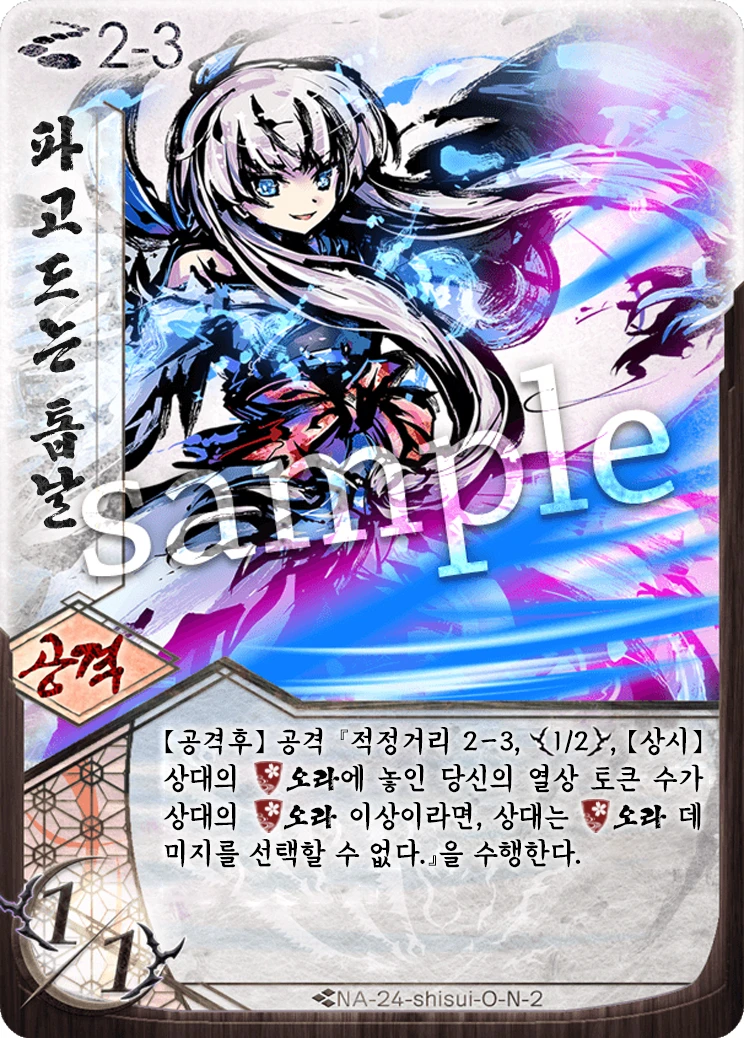 2-3
파고드는 톱날
sample
공격
【공격후】 공격 『적정거리 2-3, 1/2, 【상시】
상대의 오라에 놓인 당신의 열상 토큰 수가
상대의 오라 이상이라면, 상대는 오라 데
미지를 선택할 수 없다.』을 수행한다.
1/1
NA-24-shisui-O-N-2